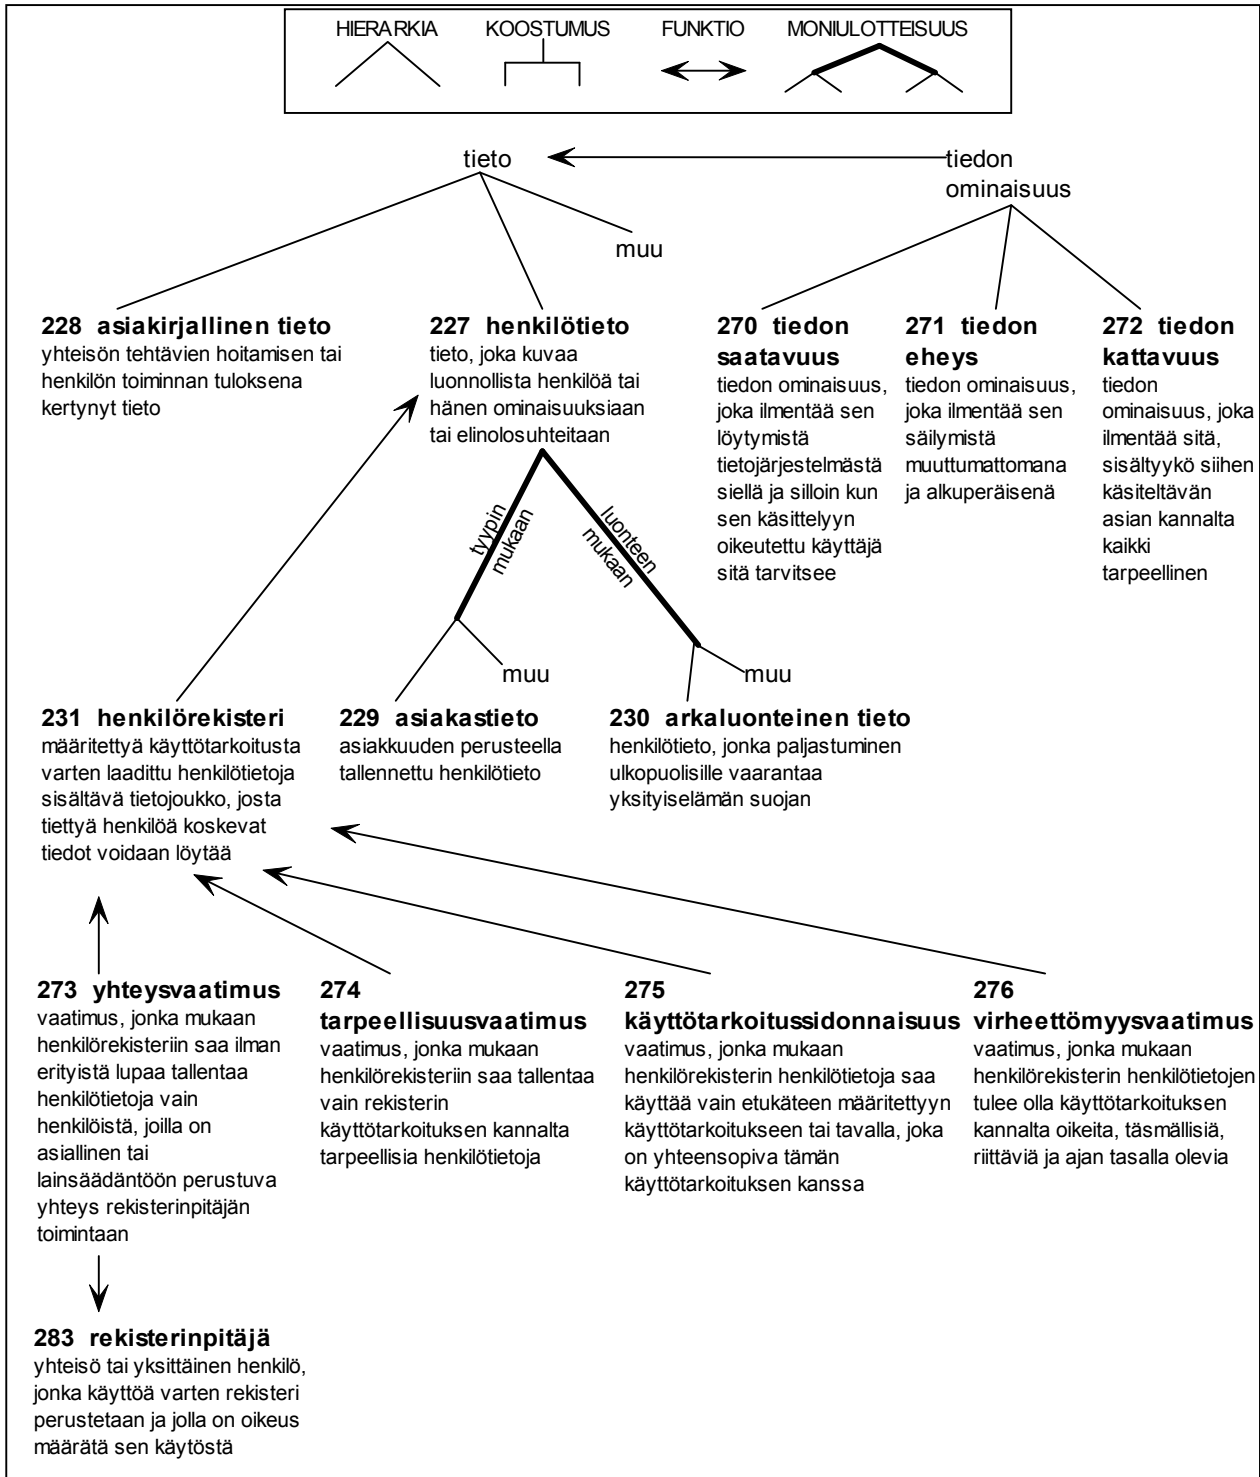 HIERARKIA KOOSTUMUS FUNKTIO MONIULOTTEISUUS
tieto
tiedon
ominaisuus
muu
228 asiakirjallinen tieto
yhteisön tehtävien hoitamisen tai
henkilön toiminnan tuloksena
kertynyt tieto
227 henkilötieto
tieto, joka kuvaa
luonnollista henkilöä tai
hänen ominaisuuksiaan
tai elinolosuhteitaan
270 tiedon
saatavuus
tiedon ominaisuus,
joka ilmentää sen
löytymistä
tietojärjestelmästä
siellä ja silloin kun
sen käsittelyyn
oikeutettu käyttäjä
sitä tarvitsee
271 tiedon
eheys
tiedon ominaisuus,
joka ilmentää sen
säilymistä
muuttumattomana
ja alkuperäisenä
272 tiedon
kattavuus
tiedon
ominaisuus, joka
ilmentää sitä,
sisältyykö siihen
käsiteltävän
asian kannalta
kaikki
tarpeellinen
tyypin
mukaan
luonteen
mukaan
muu
muu
231 henkilörekisteri
määritettyä käyttötarkoitusta
varten laadittu henkilötietoja
sisältävä tietojoukko, josta
tiettyä henkilöä koskevat
tiedot voidaan löytää
229 asiakastieto
asiakkuuden perusteella
tallennettu henkilötieto
230 arkaluonteinen tieto
henkilötieto, jonka paljastuminen
ulkopuolisille vaarantaa
yksityiselämän suojan
273 yhteysvaatimus
vaatimus, jonka mukaan
henkilörekisteriin saa ilman
erityistä lupaa tallentaa
henkilötietoja vain
henkilöistä, joilla on
asiallinen tai
lainsäädäntöön perustuva
yhteys rekisterinpitäjän
toimintaan
274
tarpeellisuusvaatimus
vaatimus, jonka mukaan
henkilörekisteriin saa tallentaa
vain rekisterin
käyttötarkoituksen kannalta
tarpeellisia henkilötietoja
275
käyttötarkoitussidonnaisuus
vaatimus, jonka mukaan
henkilörekisterin henkilötietoja saa
käyttää vain etukäteen määritettyyn
käyttötarkoitukseen tai tavalla, joka
on yhteensopiva tämän
käyttötarkoituksen kanssa
276
virheettömyysvaatimus
vaatimus, jonka mukaan
henkilörekisterin henkilötietojen
tulee olla käyttötarkoituksen
kannalta oikeita, täsmällisiä,
riittäviä ja ajan tasalla olevia
283 rekisterinpitäjä
yhteisö tai yksittäinen henkilö,
jonka käyttöä varten rekisteri
perustetaan ja jolla on oikeus
määrätä sen käytöstä